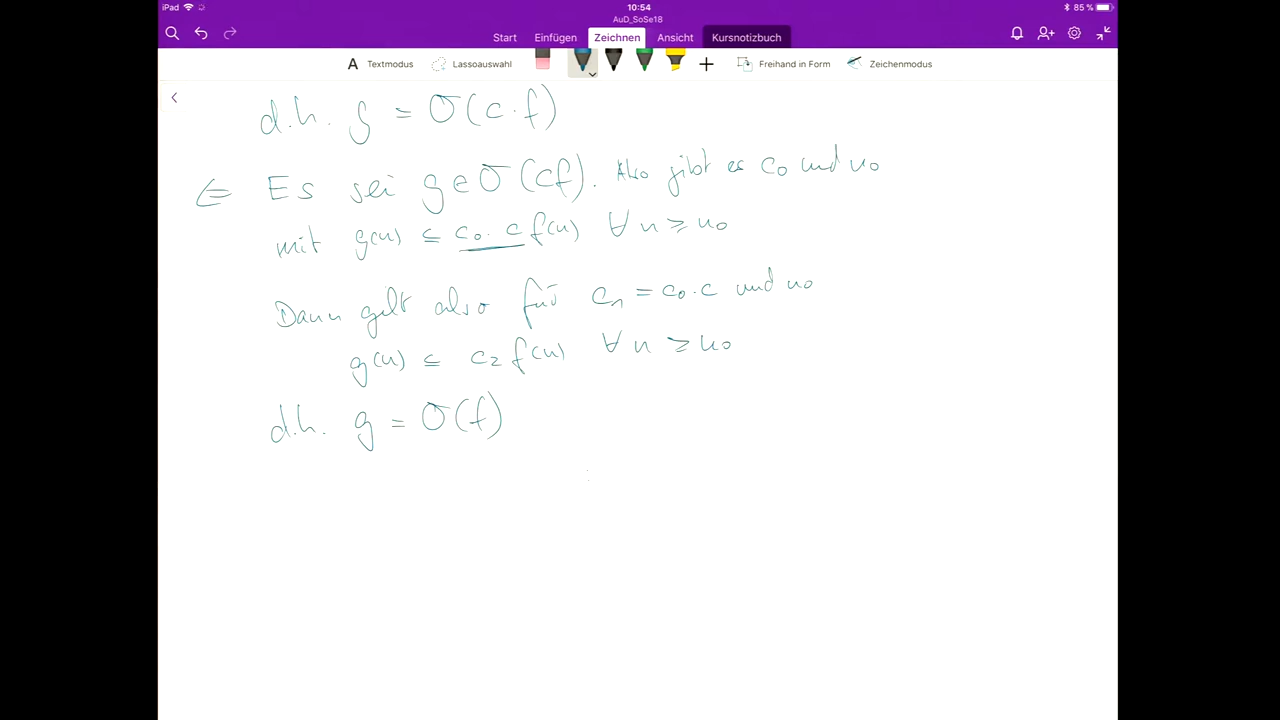 iPad 10:54 85 %
AuD_SoSe18
Start Einfügen Zeichnen Ansicht Kursnotizbuch
A Textmodus Lassoauswahl Freihand in Form Zeichenmodus
d.h. g = O(c·f)
⇐ Es sei g ∈ O(cf). Also gibt es c₀ und n₀
mit g(n) ≤ c₀·c f(n) ∀ n ≥ n₀
Dann gilt also für c₁ = c₀·c und n₀
g(n) ≤ c₂ f(n) ∀ n ≥ n₀
d.h. g = O(f)